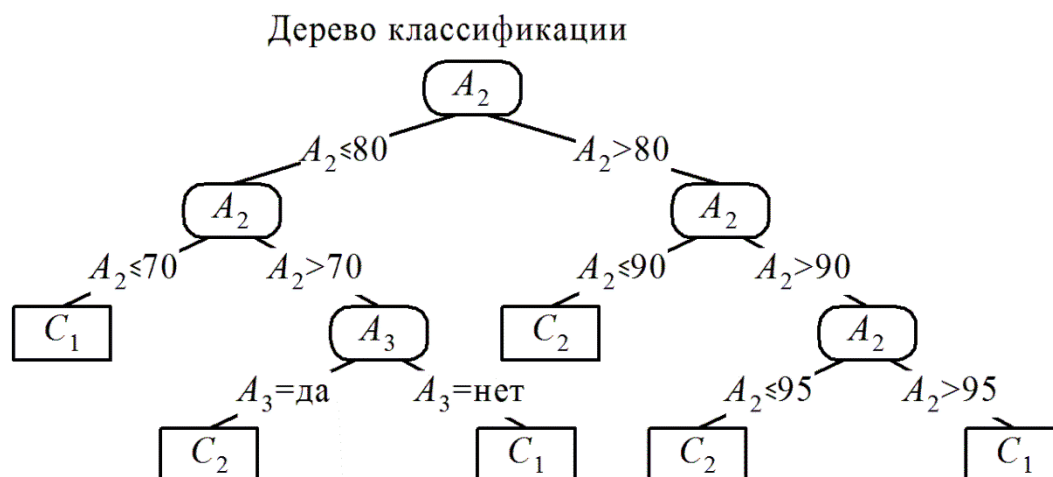 Дерево классификации
A₂
A₂≤80 A₂>80
A₂ A₂
A₂≤70 A₂>70 A₂≤90 A₂>90
C₁ A₃ C₂ A₂
A₃=да A₃=нет A₂≤95 A₂>95
C₂ C₁ C₂ C₁